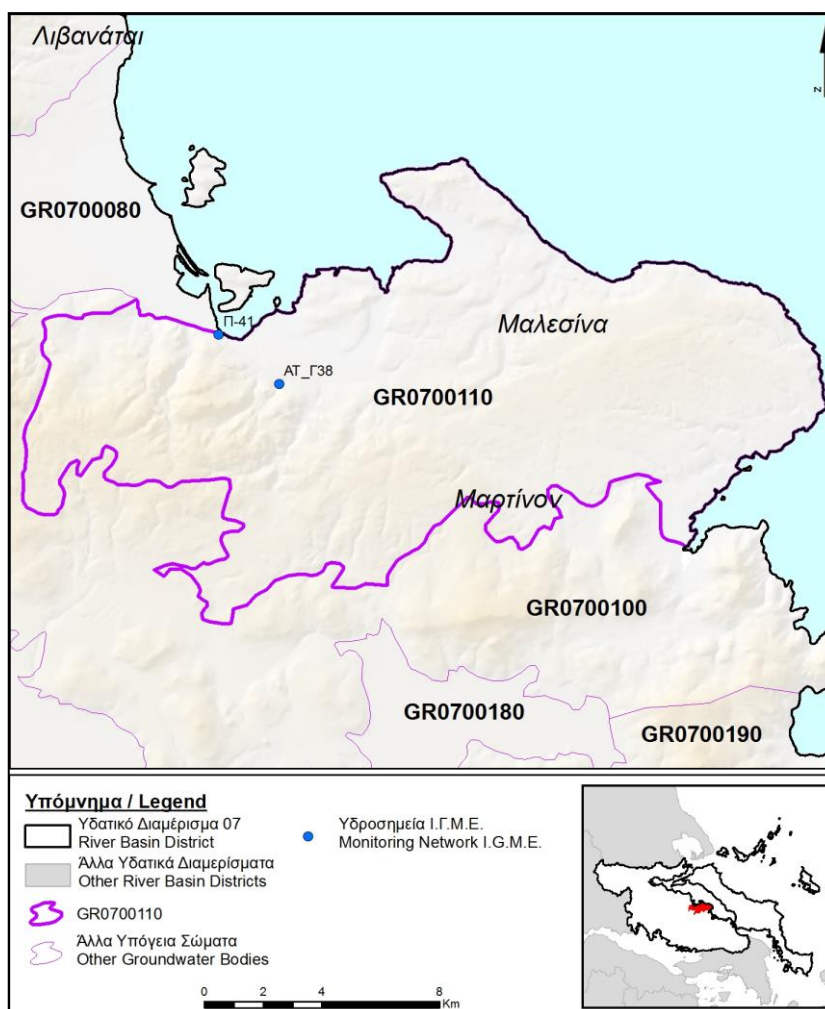 Λιβανάται
Z
GR0700080
Π-41
Μαλεσίνα
ΑΤ_Γ38
GR0700110
Μαρτίνον
GR0700100
GR0700180
GR0700190
Υπόμνημα / Legend
Υδατικό Διαμέρισμα 07
River Basin District
Άλλα Υδατικά Διαμερίσματα
Other River Basin Districts
GR0700110
Άλλα Υπόγεια Σώματα
Other Groundwater Bodies
Υδροσημεία Ι.Γ.Μ.Ε.
Monitoring Network I.G.M.E.
0 2 4 8
Km